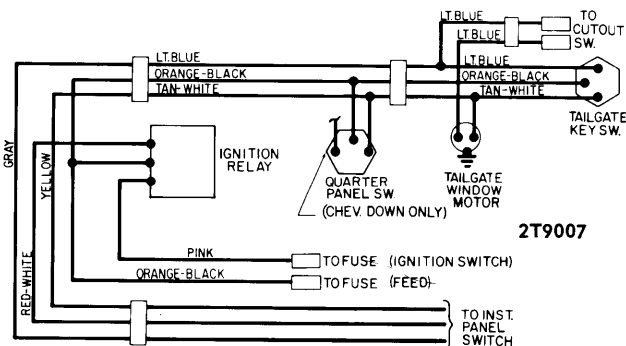 LT.BLUE
TO
CUTOUT
SW.
LT.BLUE
LT.BLUE
LT.BLUE
ORANGE-BLACK
ORANGE-BLACK
TAN-WHITE
TAN-WHITE
TAILGATE
KEY SW.
GRAY
YELLOW
RED-WHITE
IGNITION
RELAY
QUARTER
PANEL SW.
(CHEV. DOWN ONLY)
TAILGATE
WINDOW
MOTOR
2T9007
PINK
TO FUSE (IGNITION SWITCH)
ORANGE-BLACK
TO FUSE (FEED)
TO INST.
PANEL
SWITCH